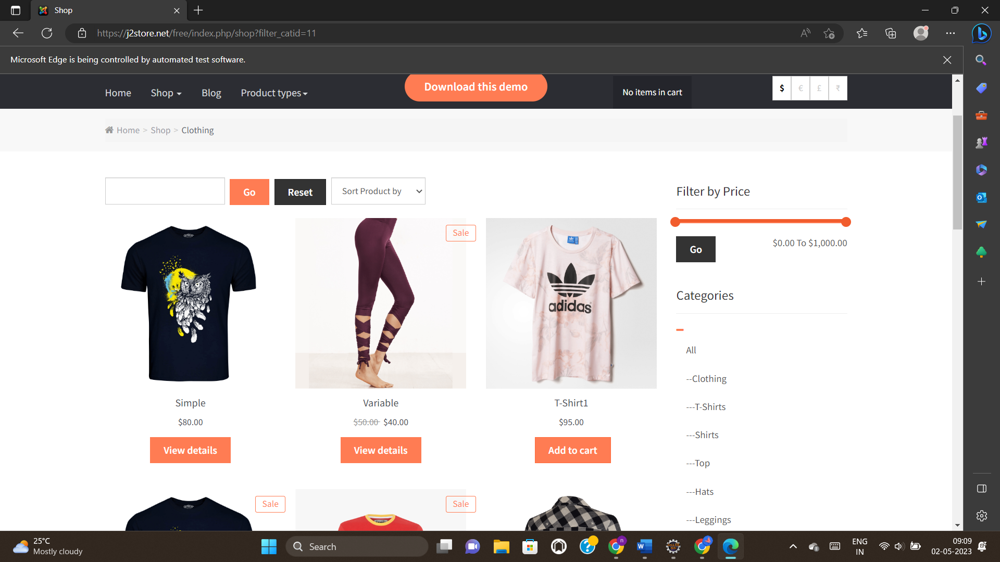 Shop
https://j2store.net/free/index.php/shop?filter_catid=11
Microsoft Edge is being controlled by automated test software.
Home Shop Blog Product types Download this demo No items in cart $ € £ ₹
Home > Shop > Clothing
Go Reset Sort Product by
Filter by Price
$0.00 To $1,000.00
Go
Sale
adidas
Simple Variable T-Shirt1
$80.00 $50.00 $40.00 $95.00
View details View details Add to cart
Categories
All
--Clothing
---T-Shirts
---Shirts
---Top
---Hats
---Leggings
Sale Sale
25°C
Mostly cloudy
Search
ENG
IN
09:09
02-05-2023